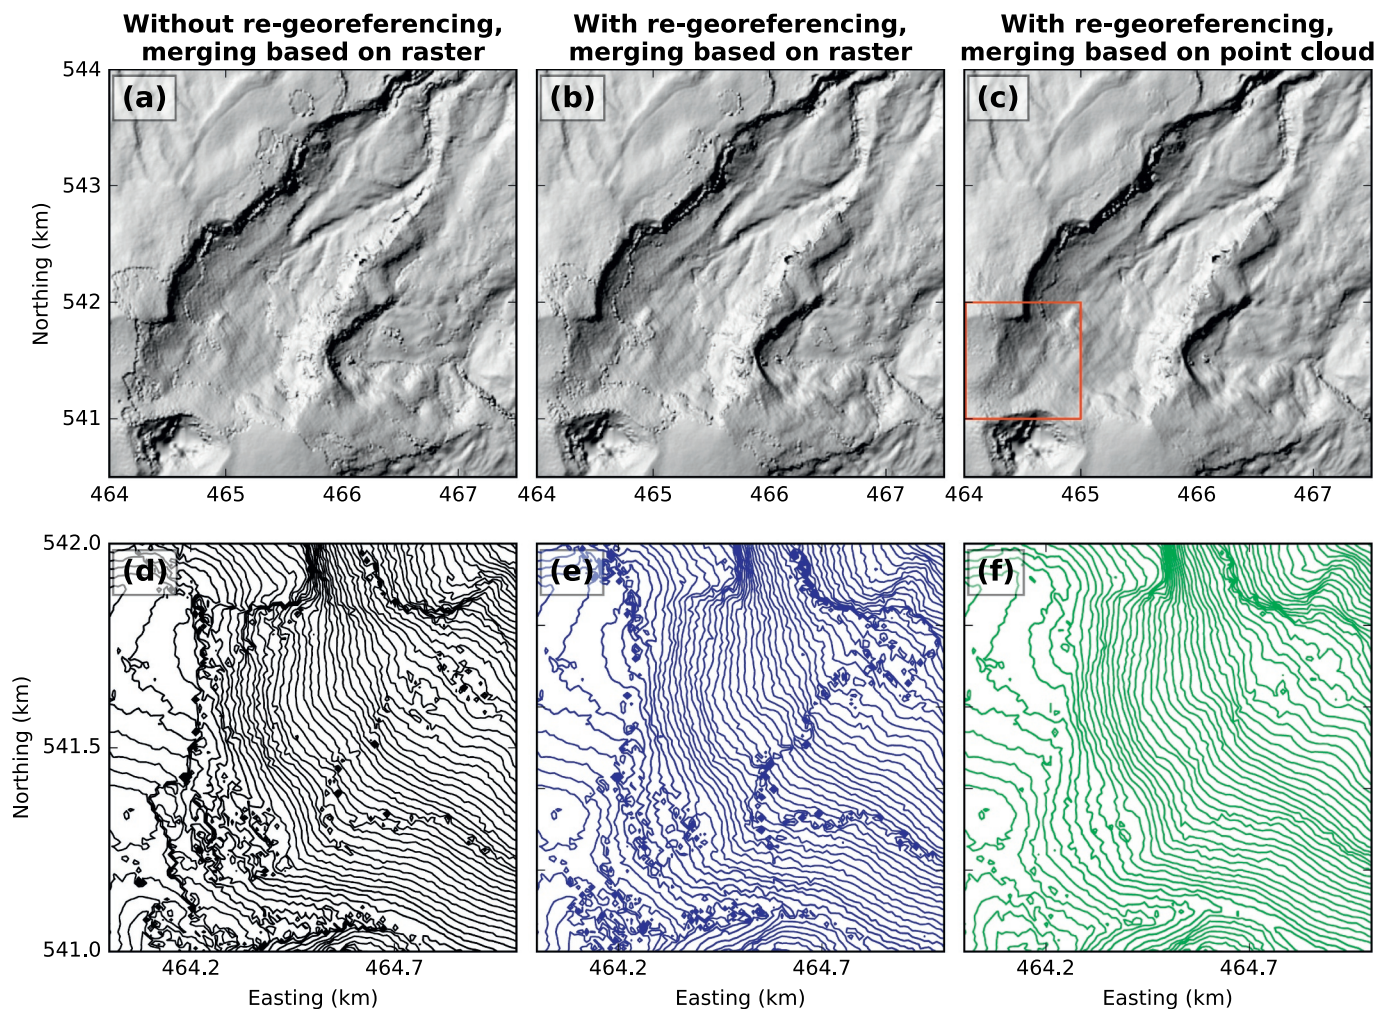 Without re-georeferencing,
merging based on raster
With re-georeferencing,
merging based on raster
With re-georeferencing,
merging based on point cloud
(a)
(b)
(c)
544
543
542
541
Northing (km)
464
465
466
467
464
465
466
467
464
465
466
467
(d)
(e)
(f)
542.0
541.5
541.0
Northing (km)
464.2
464.7
464.2
464.7
464.2
464.7
Easting (km)
Easting (km)
Easting (km)